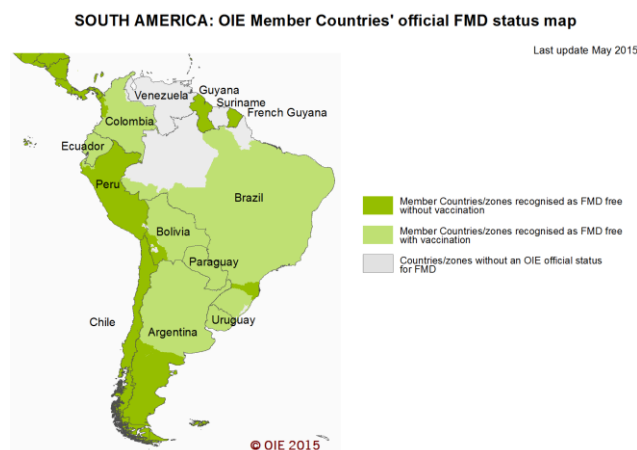 SOUTH AMERICA: OIE Member Countries' official FMD status map
Last update May 2015
Venezuela
Guyana
Suriname
French Guyana
Colombia
Ecuador
Peru
Brazil
Bolivia
Paraguay
Chile
Uruguay
Argentina
Member Countries/zones recognised as FMD free
without vaccination
Member Countries/zones recognised as FMD free
with vaccination
Countries/zones without an OIE official status
for FMD
© OIE 2015